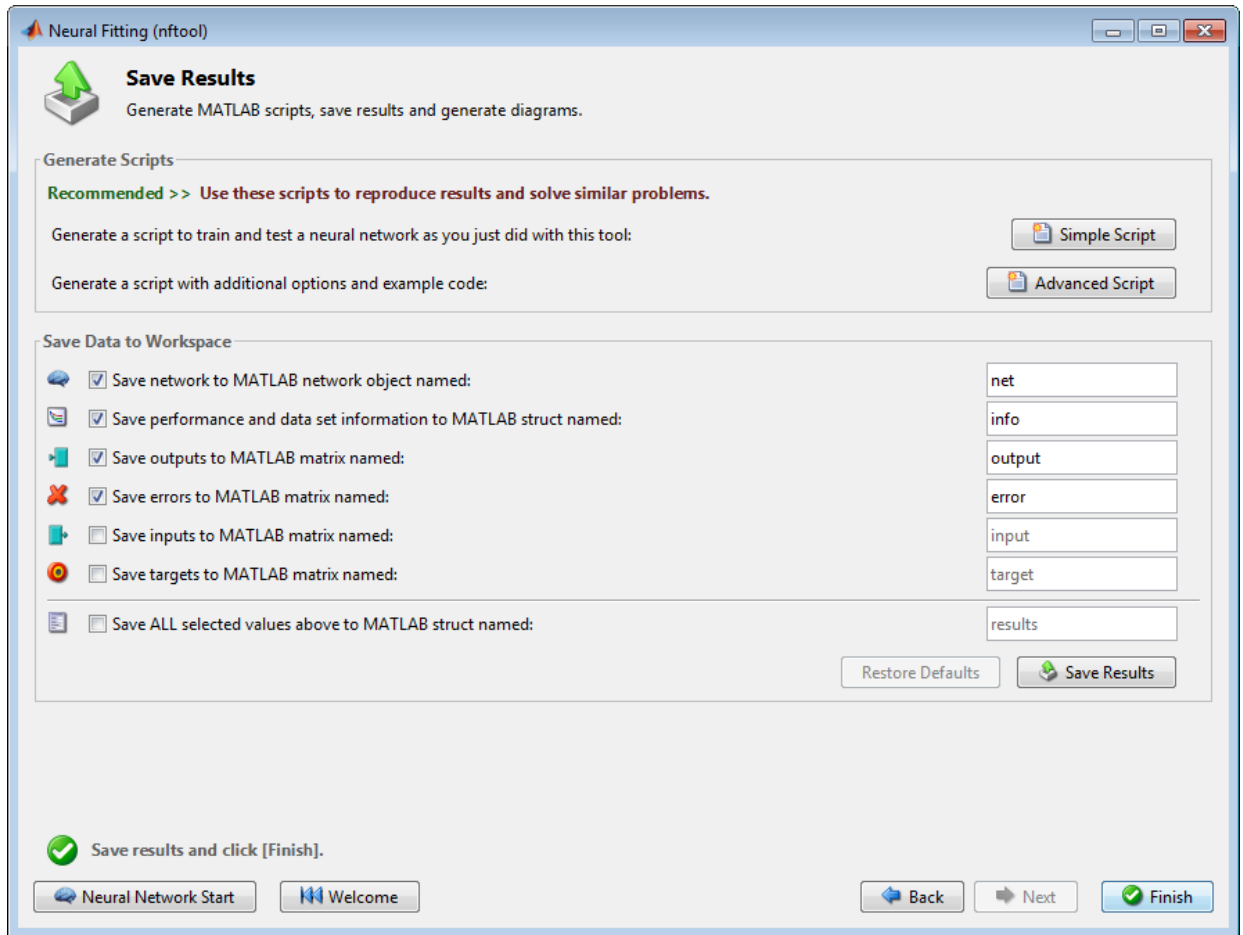 Neural Fitting (nftool)
Save Results
Generate MATLAB scripts, save results and generate diagrams.
Generate Scripts
Recommended >> Use these scripts to reproduce results and solve similar problems.
Generate a script to train and test a neural network as you just did with this tool: Simple Script
Generate a script with additional options and example code: Advanced Script
Save Data to Workspace
Save network to MATLAB network object named: net
Save performance and data set information to MATLAB struct named: info
Save outputs to MATLAB matrix named: output
Save errors to MATLAB matrix named: error
Save inputs to MATLAB matrix named: input
Save targets to MATLAB matrix named: target
Save ALL selected values above to MATLAB struct named: results
Restore Defaults Save Results
Save results and click [Finish].
Neural Network Start Welcome Back Next Finish